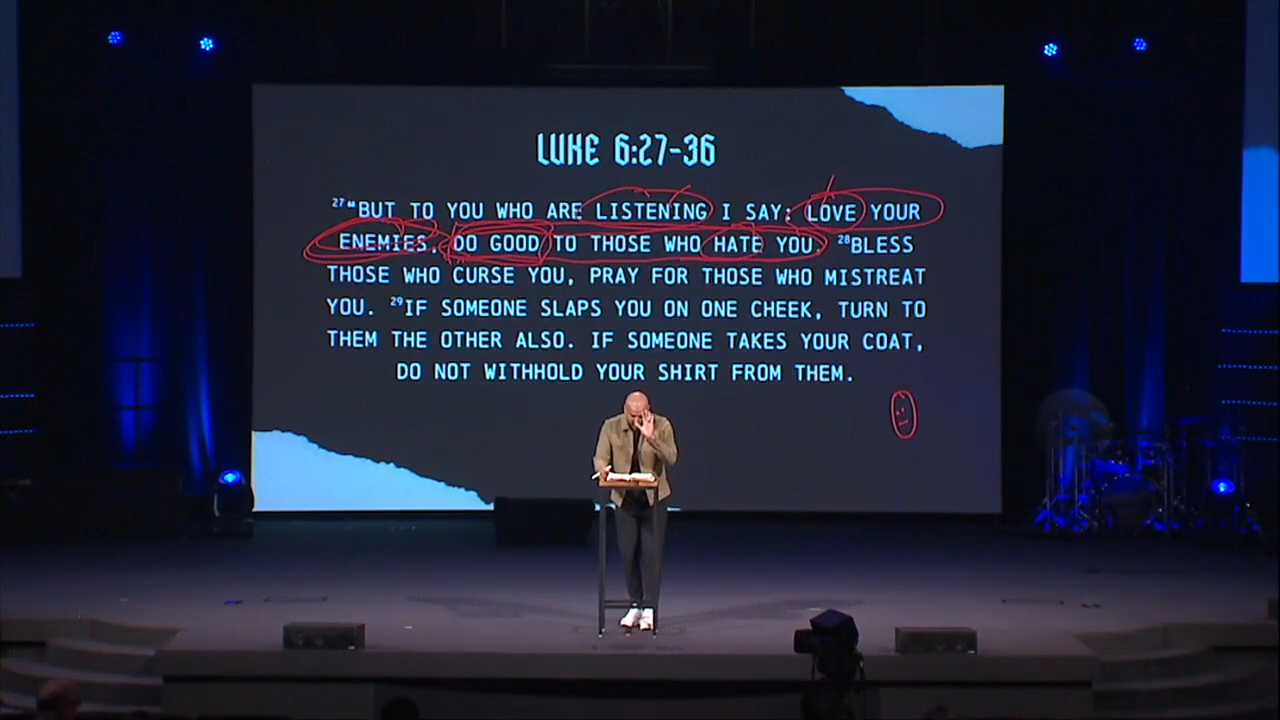 LUKE 6:27-36
27“BUT TO YOU WHO ARE LISTENING I SAY: LOVE YOUR
ENEMIES, DO GOOD TO THOSE WHO HATE YOU, 28BLESS
THOSE WHO CURSE YOU, PRAY FOR THOSE WHO MISTREAT
YOU. 29IF SOMEONE SLAPS YOU ON ONE CHEEK, TURN TO
THEM THE OTHER ALSO. IF SOMEONE TAKES YOUR COAT,
DO NOT WITHHOLD YOUR SHIRT FROM THEM.